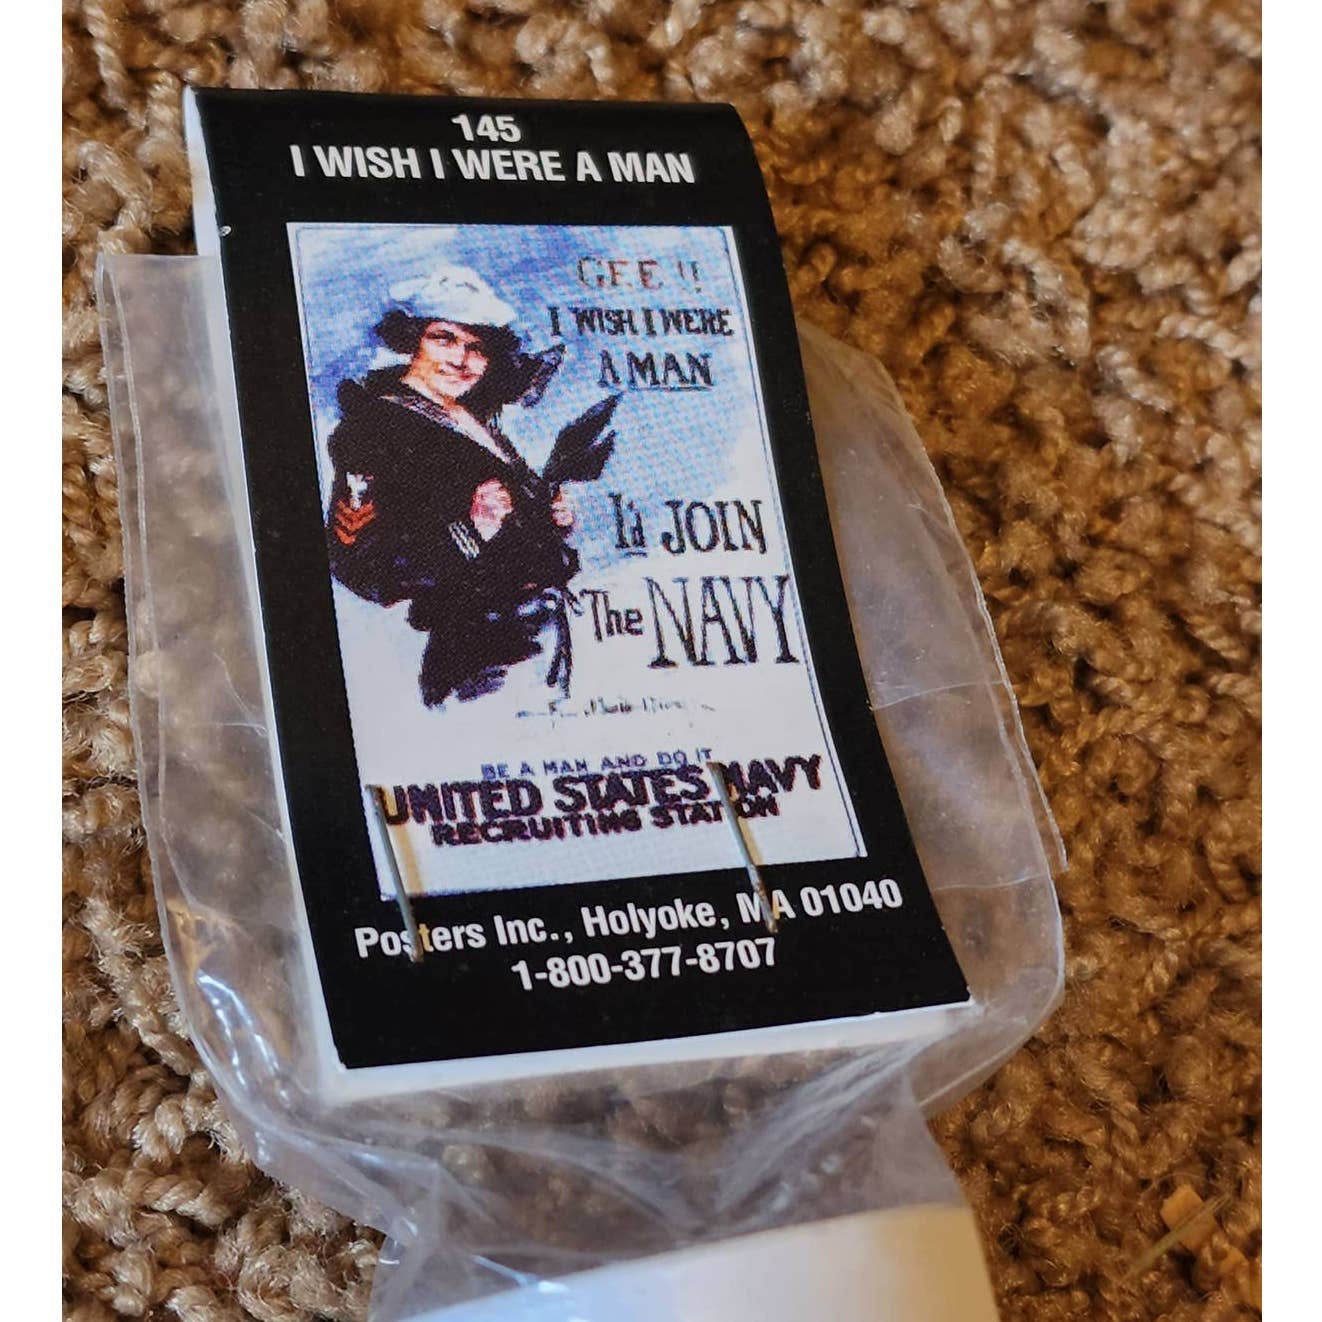 145
I WISH I WERE A MAN
GEE !!
I WISH I WERE
A MAN
I'd JOIN
The NAVY
BE A MAN AND DO IT
UNITED STATES NAVY
RECRUITING STATION
Posters Inc., Holyoke, MA 01040
1-800-377-8707